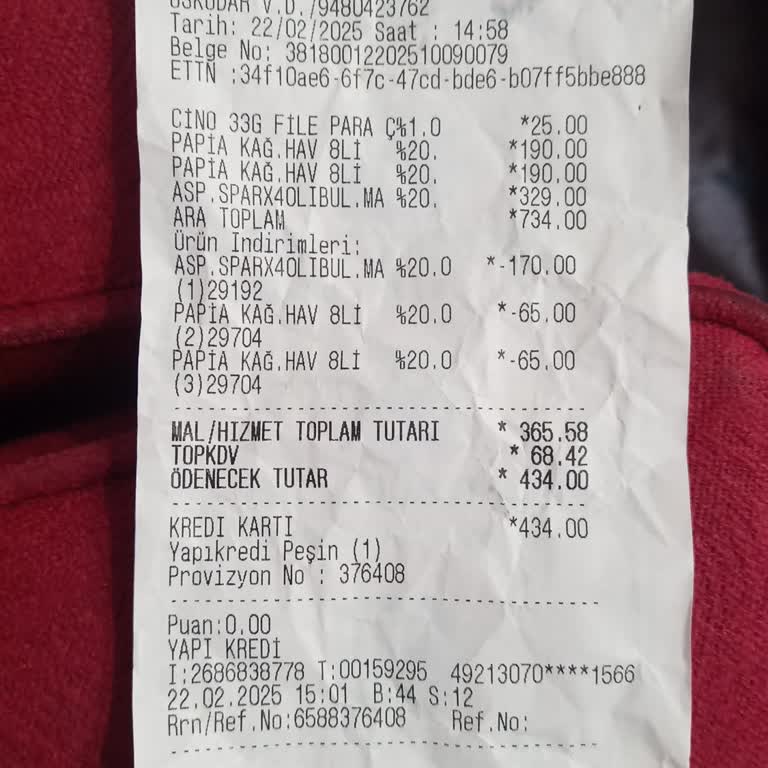 ÜSKÜDAR V.D./9480423762
Tarih: 22/02/2025 Saat : 14:58
Belge No: 38180012202510090079
ETTN :34f10ae6-6f7c-47cd-bde6-b07ff5bbe888
CİNO 33G FİLE PARA Ç%1.0 *25.00
PAPİA KAĞ.HAV 8Lİ %20. *190.00
PAPİA KAĞ.HAV 8Lİ %20. *190.00
ASP.SPARX40LIBUL.MA %20. *329.00
ARA TOPLAM *734.00
Ürün İndirimleri:
ASP.SPARX40LIBUL.MA %20.0 *-170.00
(1)29192
PAPİA KAĞ.HAV 8Lİ %20.0 *-65.00
(2)29704
PAPİA KAĞ.HAV 8Lİ %20.0 *-65.00
(3)29704
MAL/HIZMET TOPLAM TUTARI * 365.58
TOPKDV * 68.42
ÖDENECEK TUTAR * 434.00
KREDI KARTI *434.00
Yapıkredi Peşin (1)
Provizyon No : 376408
Puan:0,00
YAPI KREDİ
I:2686838778 T:00159295 49213070****1566
22.02.2025 15:01 B:44 S:12
Rrn/Ref.No:6588376408 Ref.No: